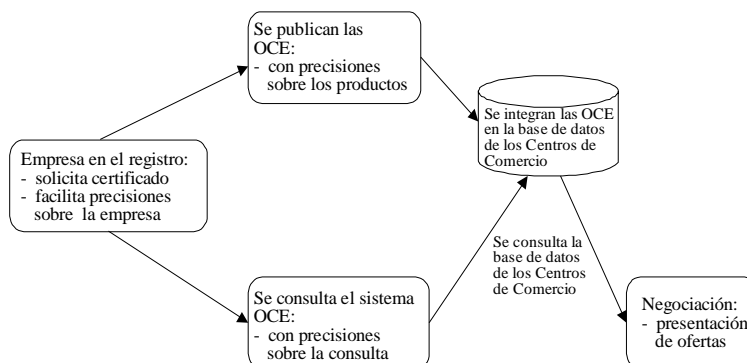 Se publican las
OCE:
- con precisiones
sobre los productos
Se integran las OCE
en la base de datos
de los Centros de
Comercio
Empresa en el registro:
- solicita certificado
- facilita precisiones
sobre la empresa
Se consulta la
base de datos
de los Centros
de Comercio
Se consulta el sistema
OCE:
- con precisiones
sobre la consulta
Negociación:
- presentación
de ofertas